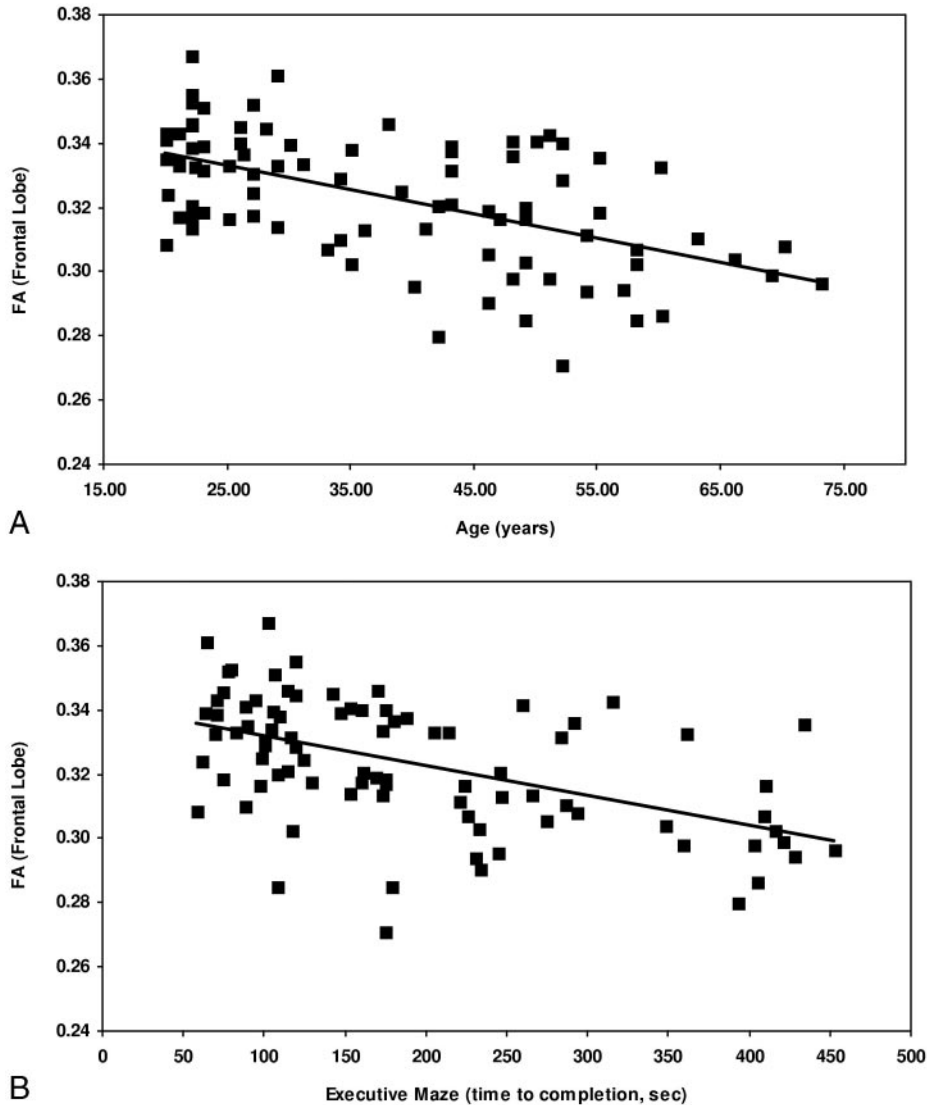 0.38
0.36
0.34
0.32
0.30
0.28
0.26
0.24
FA (Frontal Lobe)
15.00 25.00 35.00 45.00 55.00 65.00 75.00
Age (years)
A
0.38
0.36
0.34
0.32
0.30
0.28
0.26
0.24
FA (Frontal Lobe)
0 50 100 150 200 250 300 350 400 450 500
Executive Maze (time to completion, sec)
B